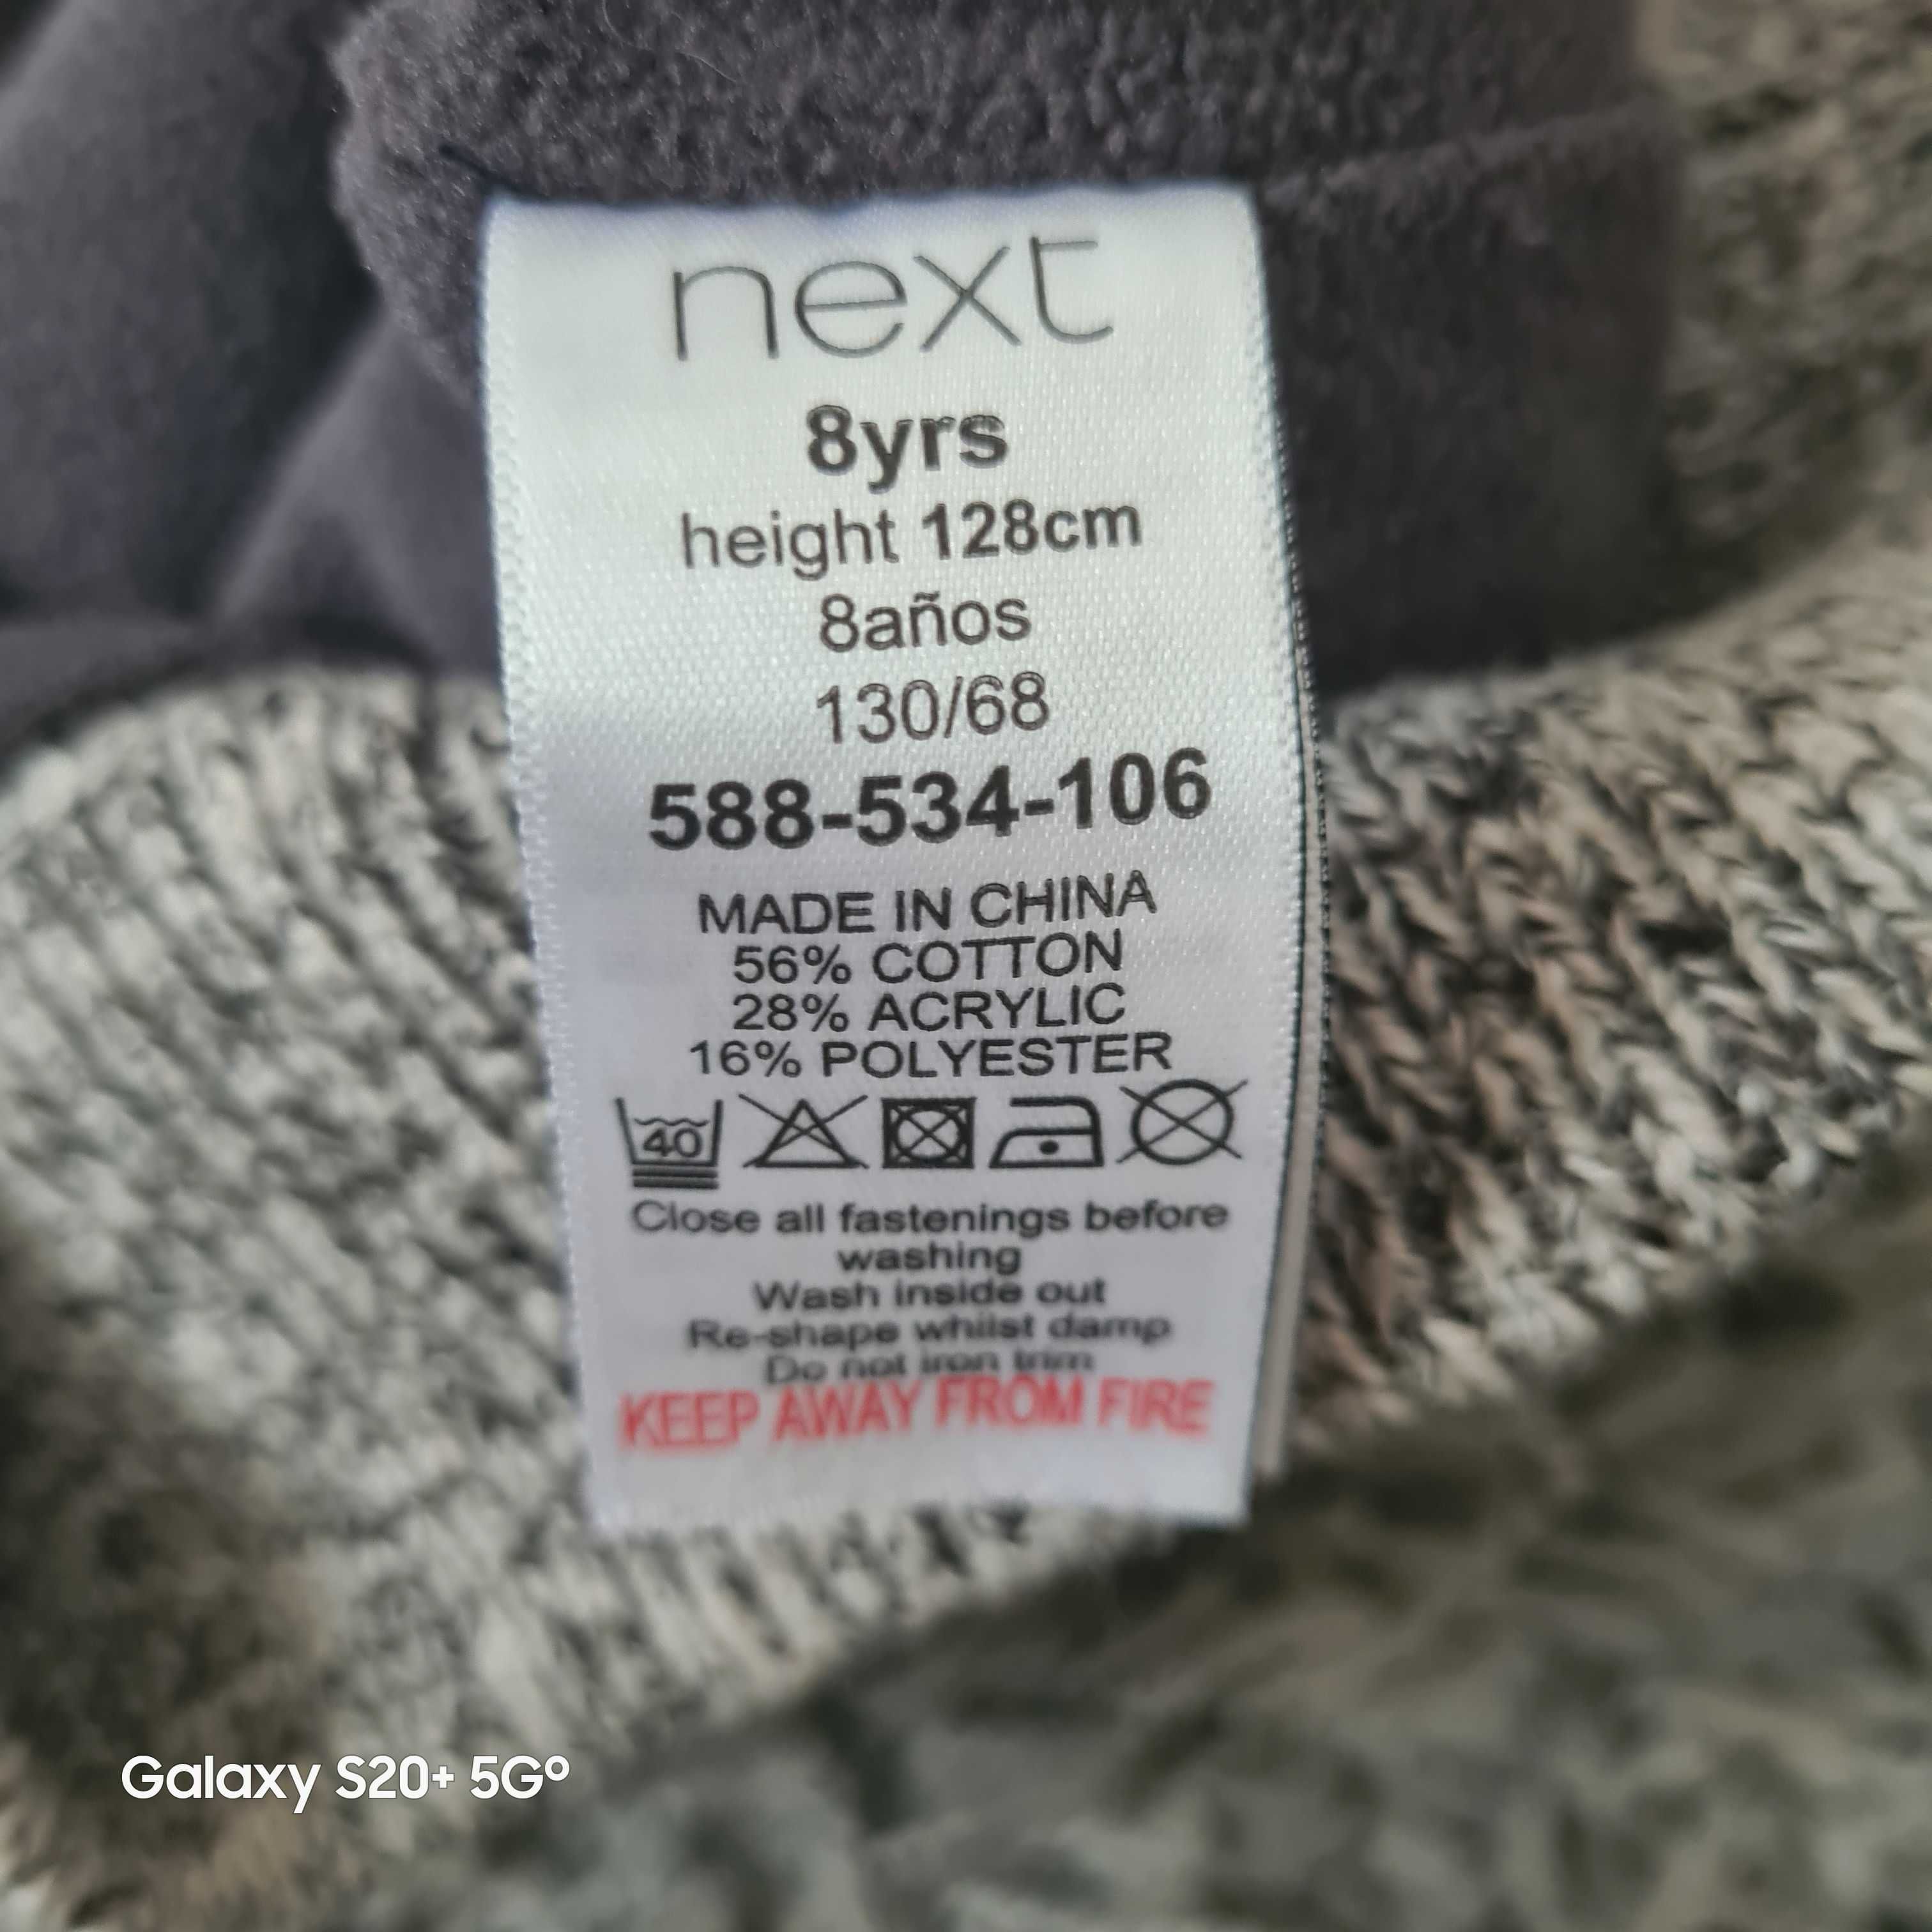 next
8yrs
height 128cm
8años
130/68
588-534-106
MADE IN CHINA
56% COTTON
28% ACRYLIC
16% POLYESTER
40
Close all fastenings before
washing
Wash inside out
Re-shape whilst damp
Do not iron trim
KEEP AWAY FROM FIRE
Galaxy S20+ 5G